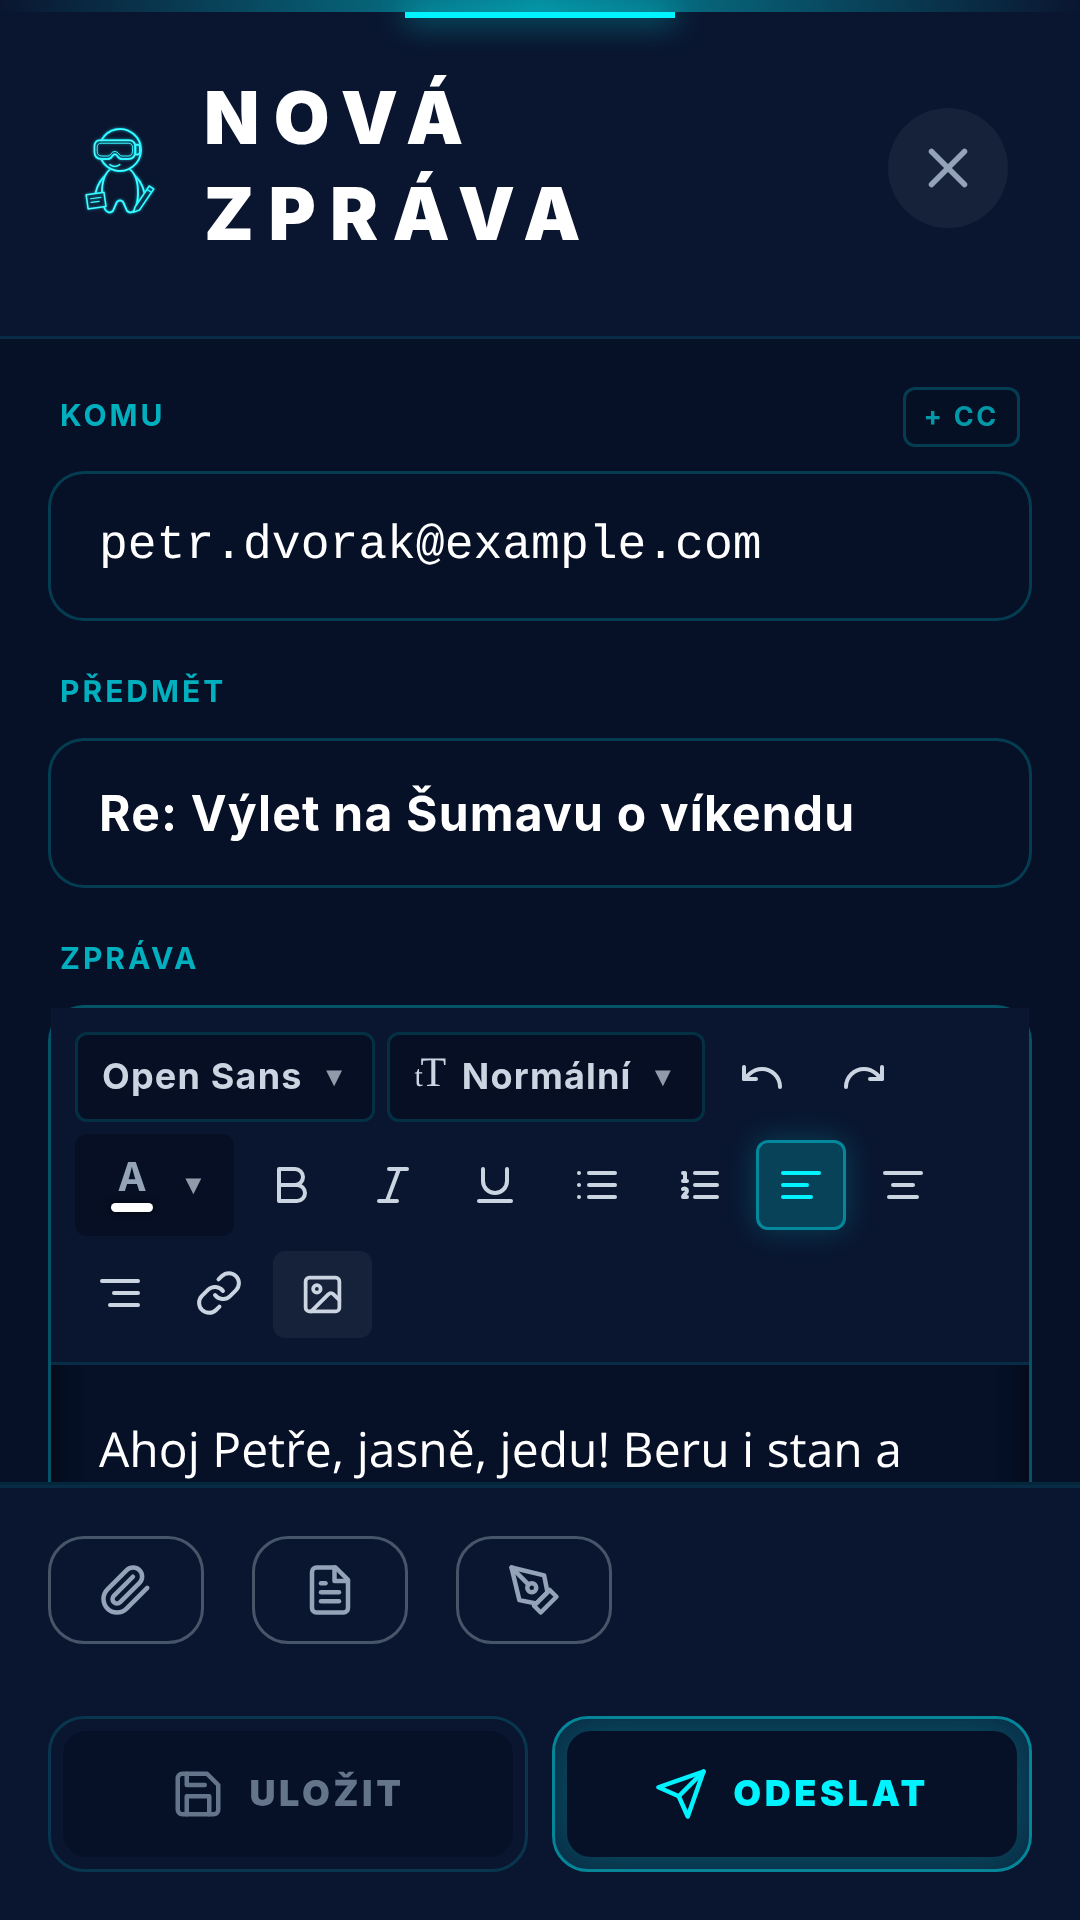 NOVÁ
ZPRÁVA
KOMU
+ CC
petr.dvorak@example.com
PŘEDMĚT
Re: Výlet na Šumavu o víkendu
ZPRÁVA
Open Sans ▼ tT Normální ▼
A ▼
Ahoj Petře, jasně, jedu! Beru i stan a
ULOŽIT
ODESLAT